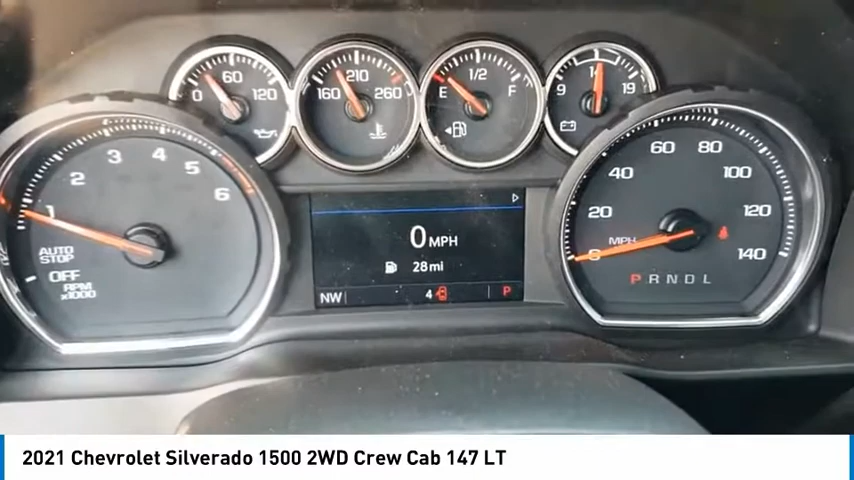 60
0 120
210
160 260
1/2
E F
14
9 19
1 2 3 4 5 6
AUTO
STOP
OFF
RPM
x1000
0 MPH
28 mi
NW 4 P
0 20 40 60 80 100 120 140
MPH
P R N D L
2021 Chevrolet Silverado 1500 2WD Crew Cab 147 LT